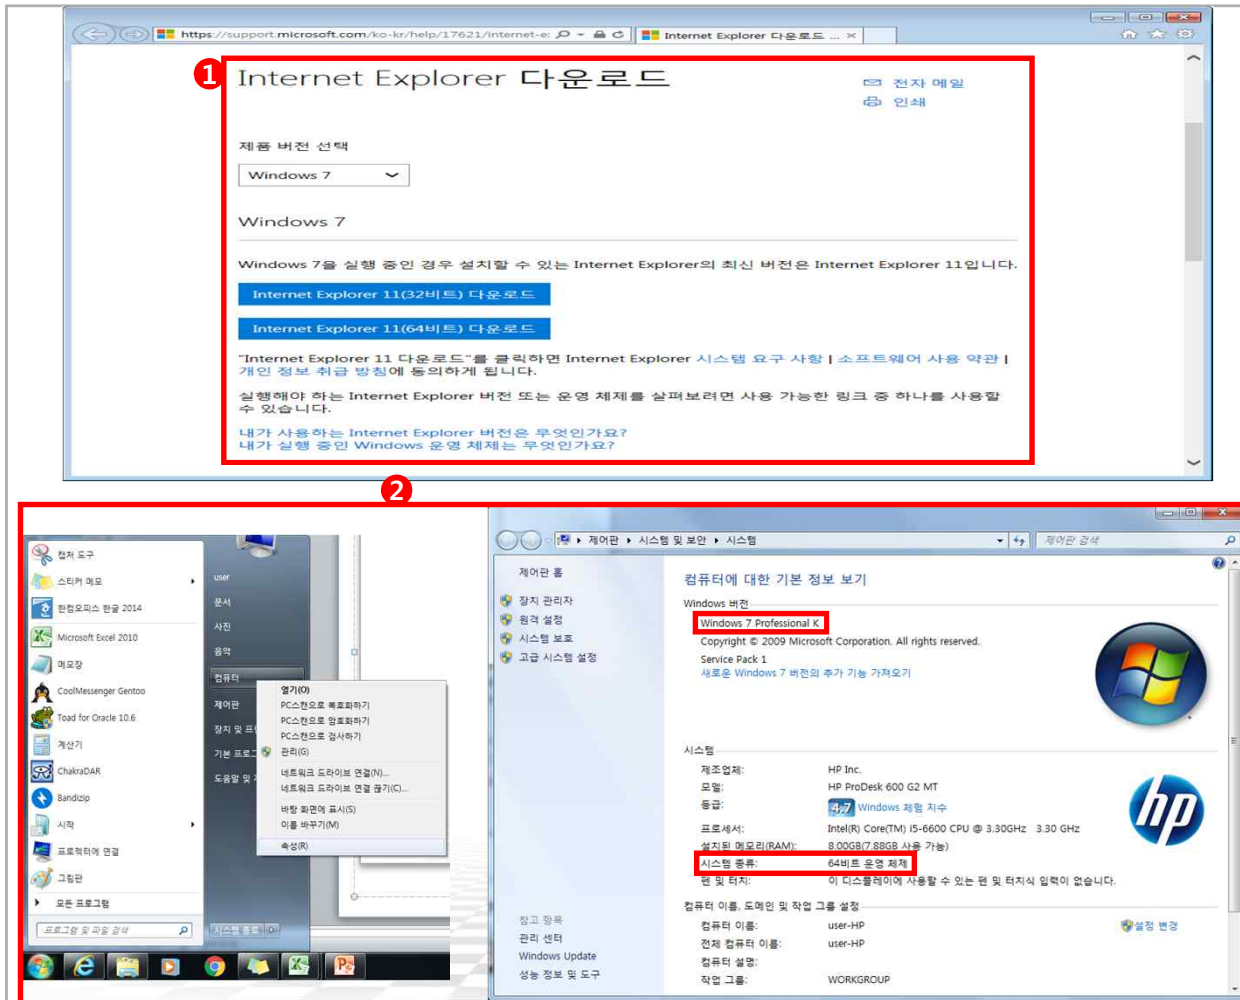 https://support.microsoft.com/ko-kr/help/17621/internet-e:
Internet Explorer 다운로드 ...
1
Internet Explorer 다운로드
전자 메일
인쇄
제품 버전 선택
Windows 7
Windows 7
Windows 7을 실행 중인 경우 설치할 수 있는 Internet Explorer의 최신 버전은 Internet Explorer 11입니다.
Internet Explorer 11(32비트) 다운로드
Internet Explorer 11(64비트) 다운로드
"Internet Explorer 11 다운로드"를 클릭하면 Internet Explorer 시스템 요구 사항 | 소프트웨어 사용 약관 |
개인 정보 취급 방침에 동의하게 됩니다.
실행해야 하는 Internet Explorer 버전 또는 운영 체제를 살펴보려면 사용 가능한 링크 중 하나를 사용할
수 있습니다.
내가 사용하는 Internet Explorer 버전은 무엇인가요?
내가 실행 중인 Windows 운영 체제는 무엇인가요?
2
캡처 도구
스티커 메모
한컴오피스 한글 2014
Microsoft Excel 2010
메모장
CoolMessenger Gentoo
Toad for Oracle 10.6
계산기
ChakraDAR
Bandizip
시작
프로젝터에 연결
그림판
모든 프로그램
프로그램 및 파일 검색
user
문서
사진
음악
컴퓨터
제어판
장치 및 프
기본 프로그
도움말 및
시스템 종료
열기(O)
PC스캔으로 복호화하기
PC스캔으로 암호화하기
PC스캔으로 검사하기
관리(G)
네트워크 드라이브 연결(N)...
네트워크 드라이브 연결 끊기(C)...
바탕 화면에 표시(S)
이름 바꾸기(M)
속성(R)
제어판 ▸ 시스템 및 보안 ▸ 시스템
제어판 검색
제어판 홈
장치 관리자
원격 설정
시스템 보호
고급 시스템 설정
참고 항목
관리 센터
Windows Update
성능 정보 및 도구
컴퓨터에 대한 기본 정보 보기
Windows 버전
Windows 7 Professional K
Copyright © 2009 Microsoft Corporation. All rights reserved.
Service Pack 1
새로운 Windows 7 버전의 추가 기능 가져오기
시스템
제조업체: HP Inc.
모델: HP ProDesk 600 G2 MT
등급: 4.7 Windows 체험 지수
프로세서: Intel(R) Core(TM) i5-6600 CPU @ 3.30GHz 3.30 GHz
설치된 메모리(RAM): 8.00GB(7.88GB 사용 가능)
시스템 종류: 64비트 운영 체제
펜 및 터치: 이 디스플레이에 사용할 수 있는 펜 및 터치식 입력이 없습니다.
hp
컴퓨터 이름, 도메인 및 작업 그룹 설정
컴퓨터 이름: user-HP
설정 변경
전체 컴퓨터 이름: user-HP
컴퓨터 설명:
작업 그룹: WORKGROUP